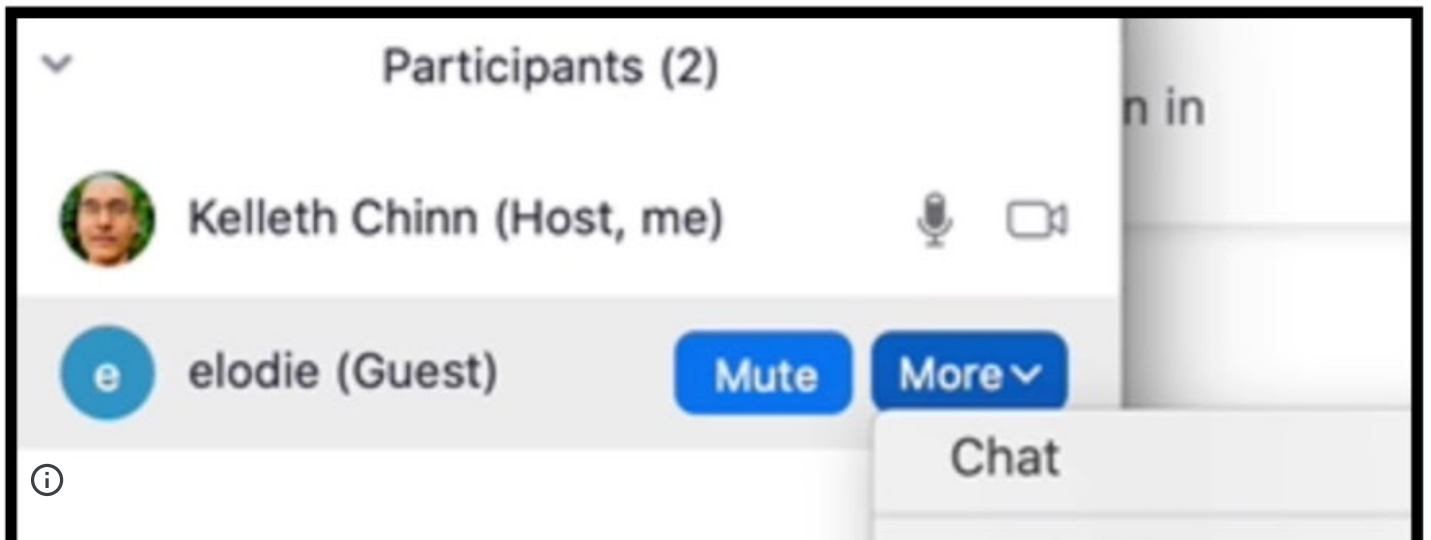 Participants (2)
n in
Kelleth Chinn (Host, me)
e elodie (Guest) Mute More
Chat